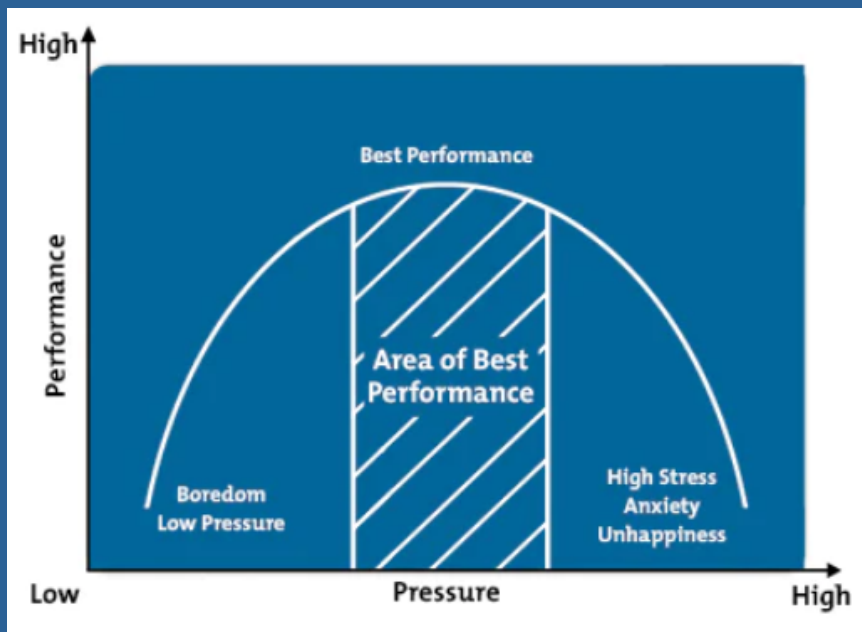 High
Best Performance
Performance
Area of Best
Performance
Boredom
Low Pressure
High Stress
Anxiety
Unhappiness
Low
Pressure
High